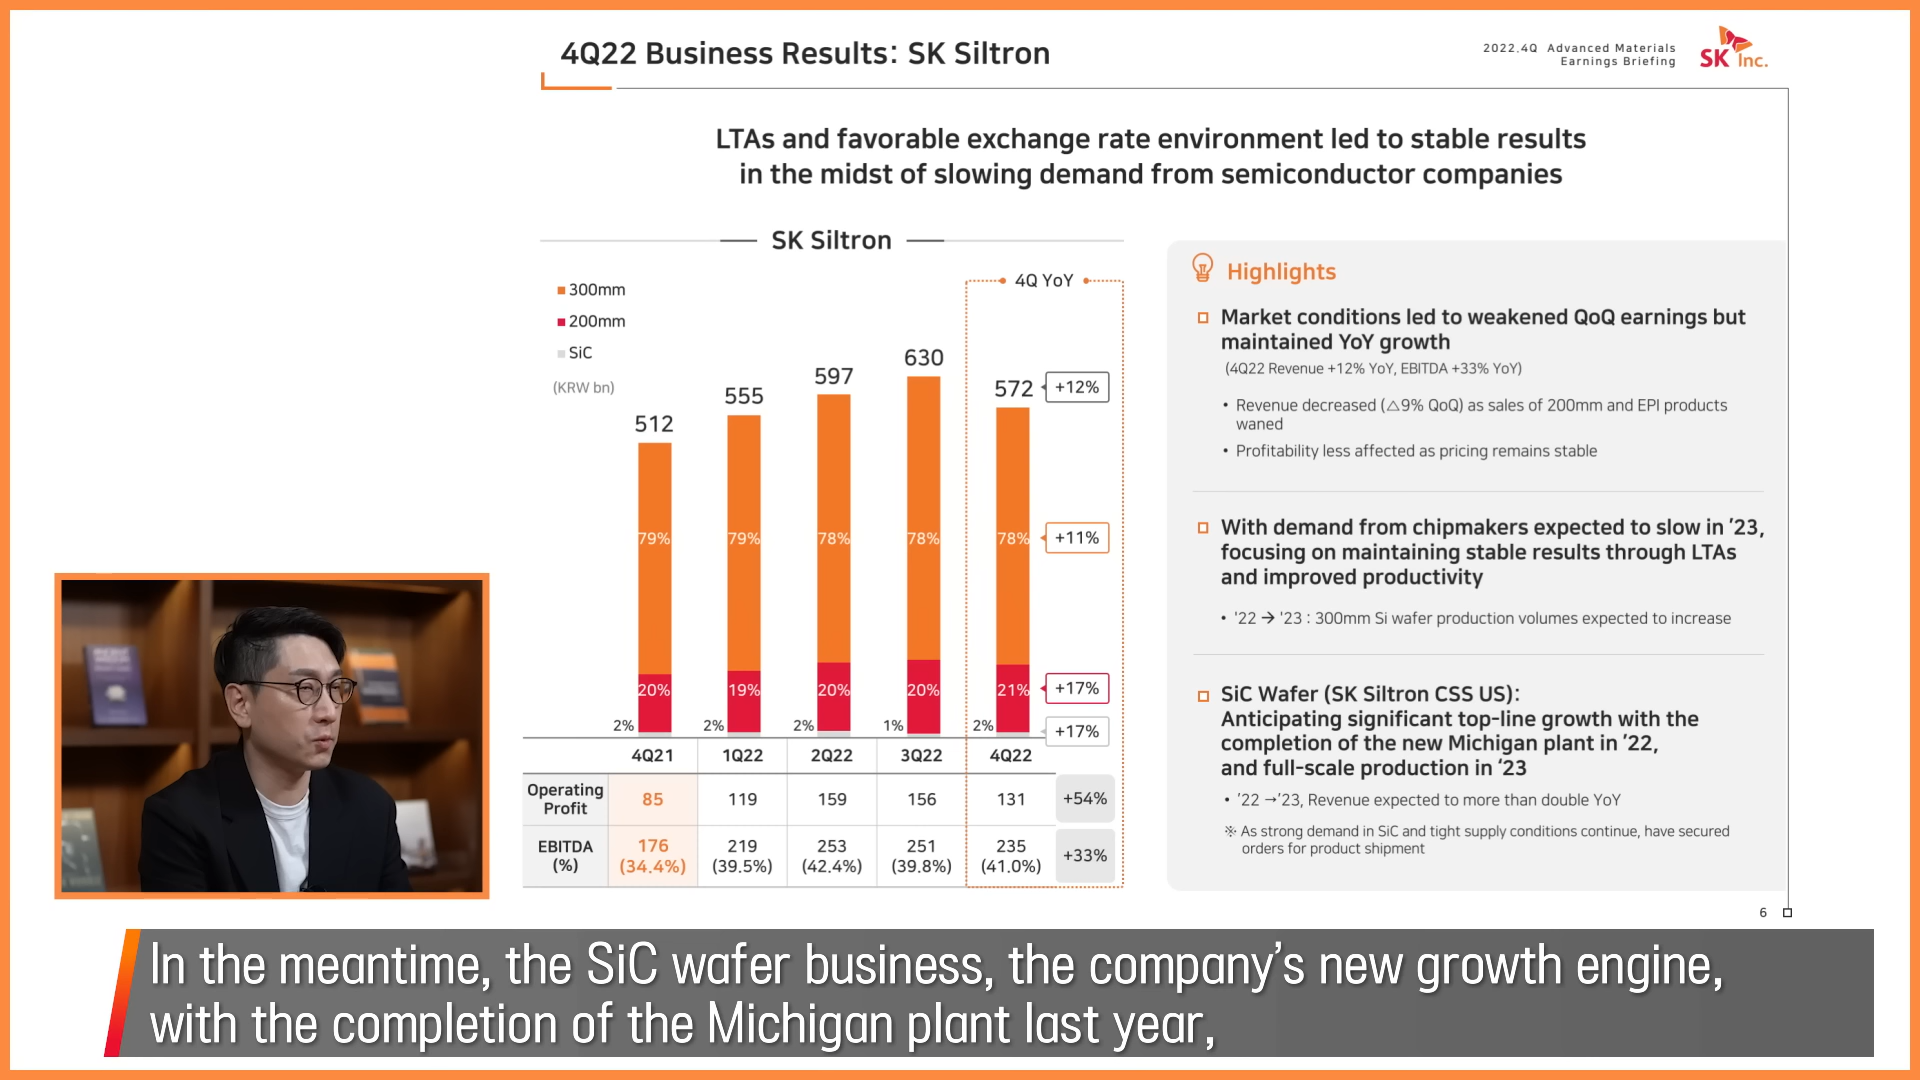 4Q22 Business Results: SK Siltron
2022.4Q Advanced Materials
Earnings Briefing
SK Inc.
LTAs and favorable exchange rate environment led to stable results
in the midst of slowing demand from semiconductor companies
SK Siltron
300mm
200mm
SiC
(KRW bn)
4Q YoY
512
555
597
630
572
+12%
79%
79%
78%
78%
78%
+11%
20%
19%
20%
20%
21%
+17%
2%
2%
2%
1%
2%
+17%
4Q21 1Q22 2Q22 3Q22 4Q22
Operating
Profit
85 119 159 156 131 +54%
EBITDA
(%)
176 219 253 251 235
(34.4%) (39.5%) (42.4%) (39.8%) (41.0%)
+33%
Highlights
Market conditions led to weakened QoQ earnings but
maintained YoY growth
(4Q22 Revenue +12% YoY, EBITDA +33% YoY)
• Revenue decreased (△9% QoQ) as sales of 200mm and EPI products
waned
• Profitability less affected as pricing remains stable
With demand from chipmakers expected to slow in ’23,
focusing on maintaining stable results through LTAs
and improved productivity
• '22 → '23 : 300mm Si wafer production volumes expected to increase
SiC Wafer (SK Siltron CSS US):
Anticipating significant top-line growth with the
completion of the new Michigan plant in ’22,
and full-scale production in ‘23
• ’22 →’23, Revenue expected to more than double YoY
※ As strong demand in SiC and tight supply conditions continue, have secured
orders for product shipment
6
In the meantime, the SiC wafer business, the company’s new growth engine,
with the completion of the Michigan plant last year,